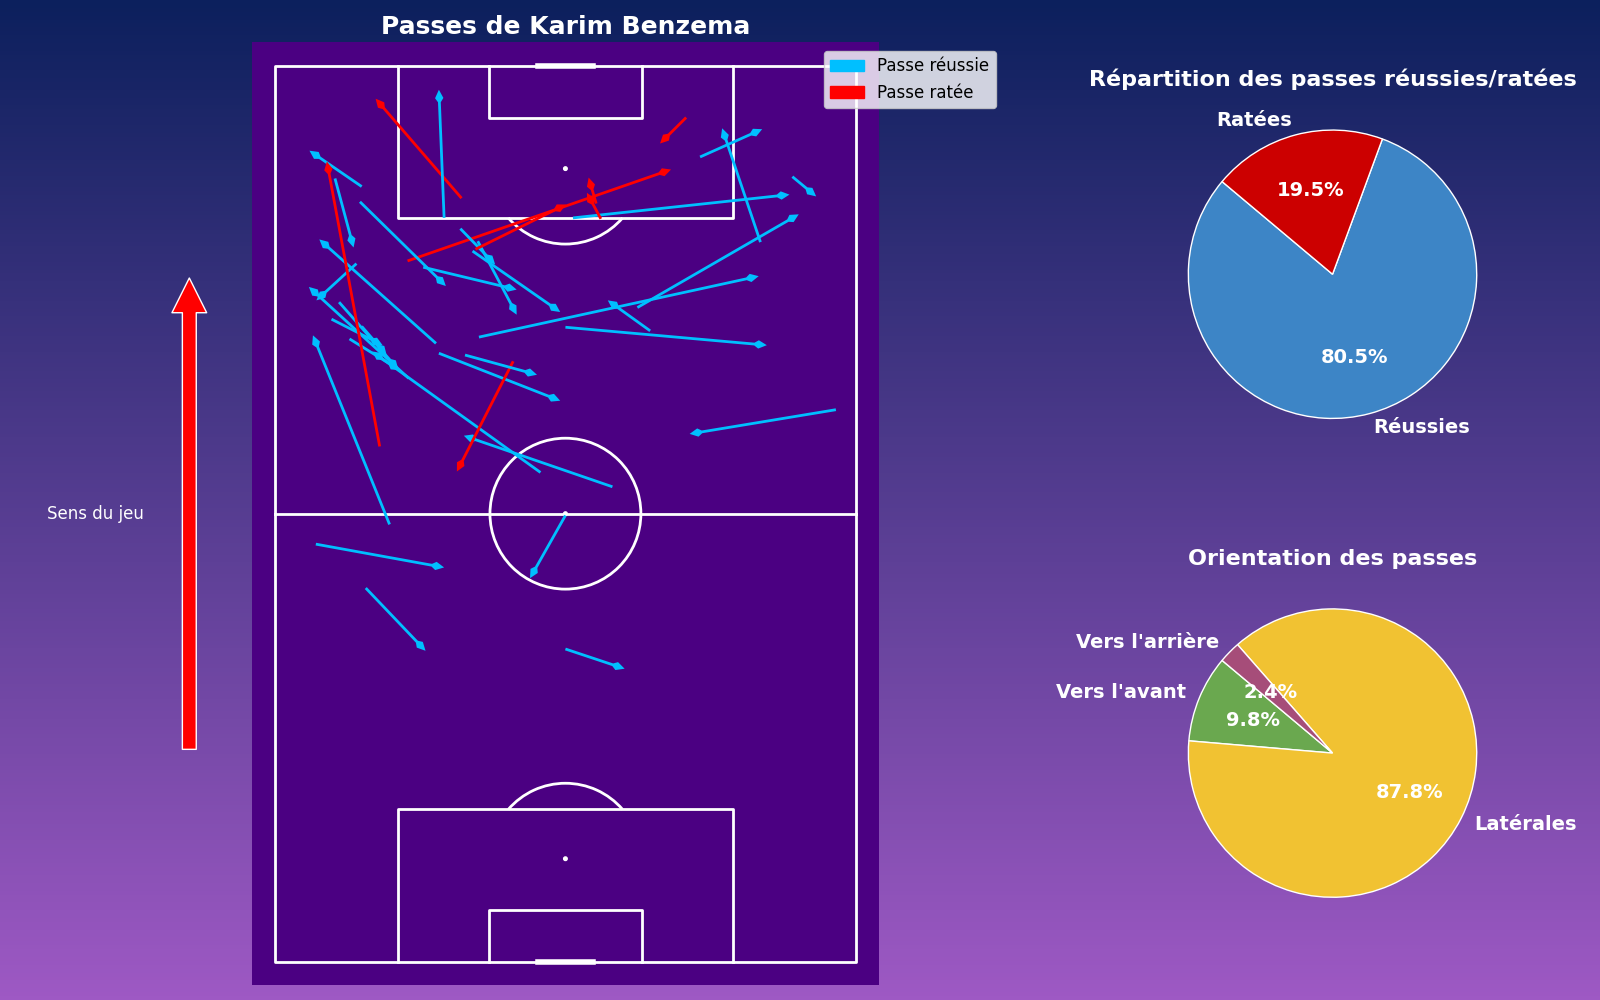 Passes de Karim Benzema
Passe réussie
Passe ratée
Sens du jeu
Répartition des passes réussies/ratées
Ratées
19.5%
80.5%
Réussies
Orientation des passes
Vers l'arrière
Vers l'avant
2.4%
9.8%
87.8%
Latérales